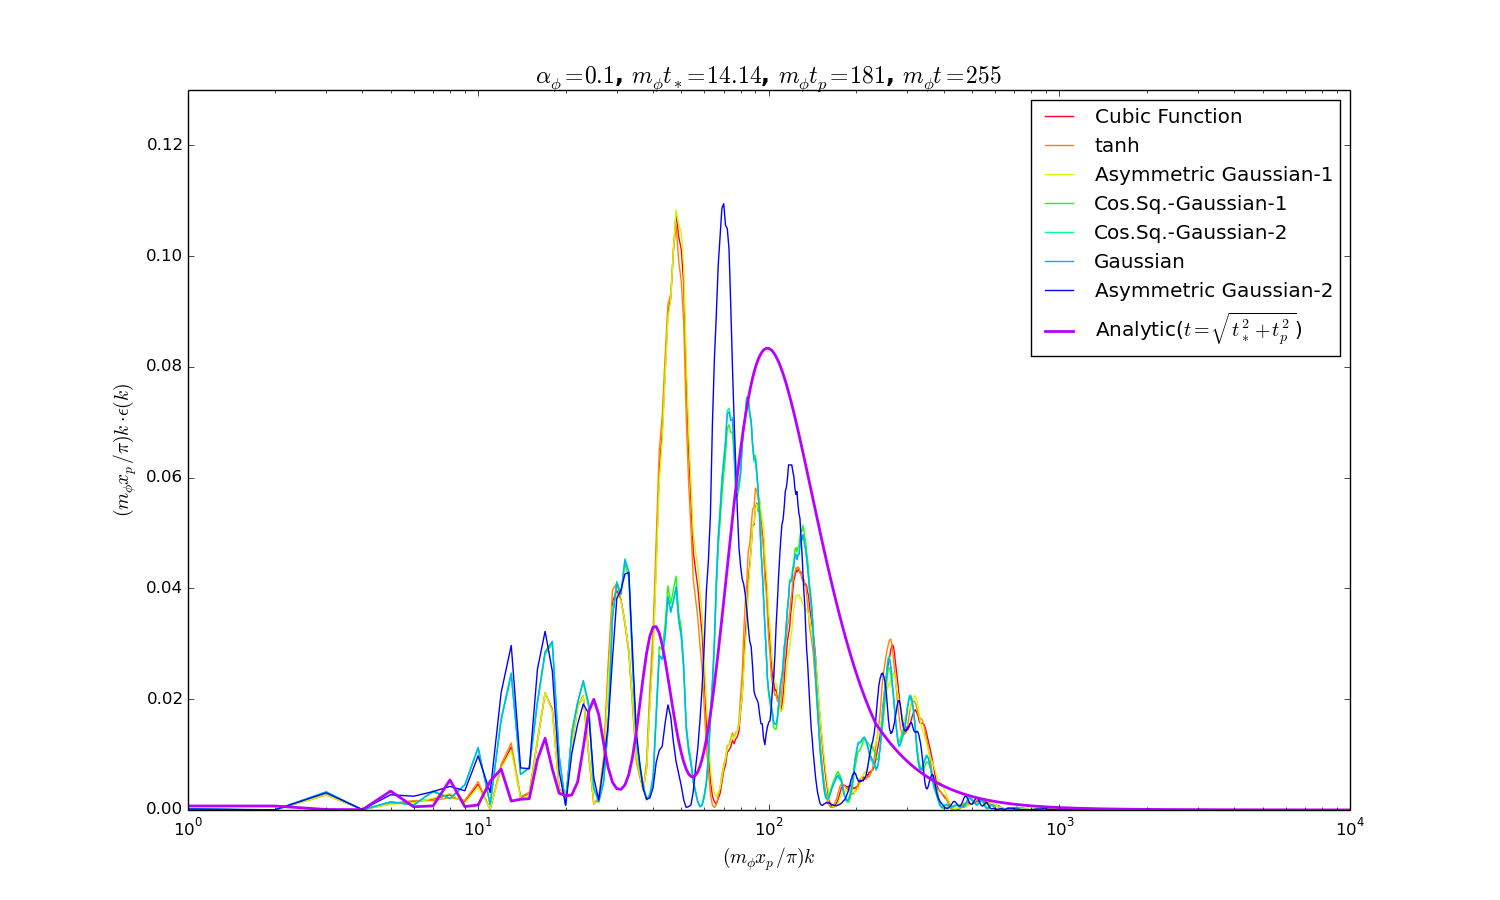 α_ϕ=0.1, m_ϕt_*=14.14, m_ϕt_p=181, m_ϕt=255
Cubic Function
tanh
Asymmetric Gaussian-1
Cos.Sq.-Gaussian-1
Cos.Sq.-Gaussian-2
Gaussian
Asymmetric Gaussian-2
Analytic(t=√(t_*^2+t_p^2))
(m_ϕx_p/π)k·ϵ(k)
0.12
0.10
0.08
0.06
0.04
0.02
0.00
10^0 10^1 10^2 10^3 10^4
(m_ϕx_p/π)k